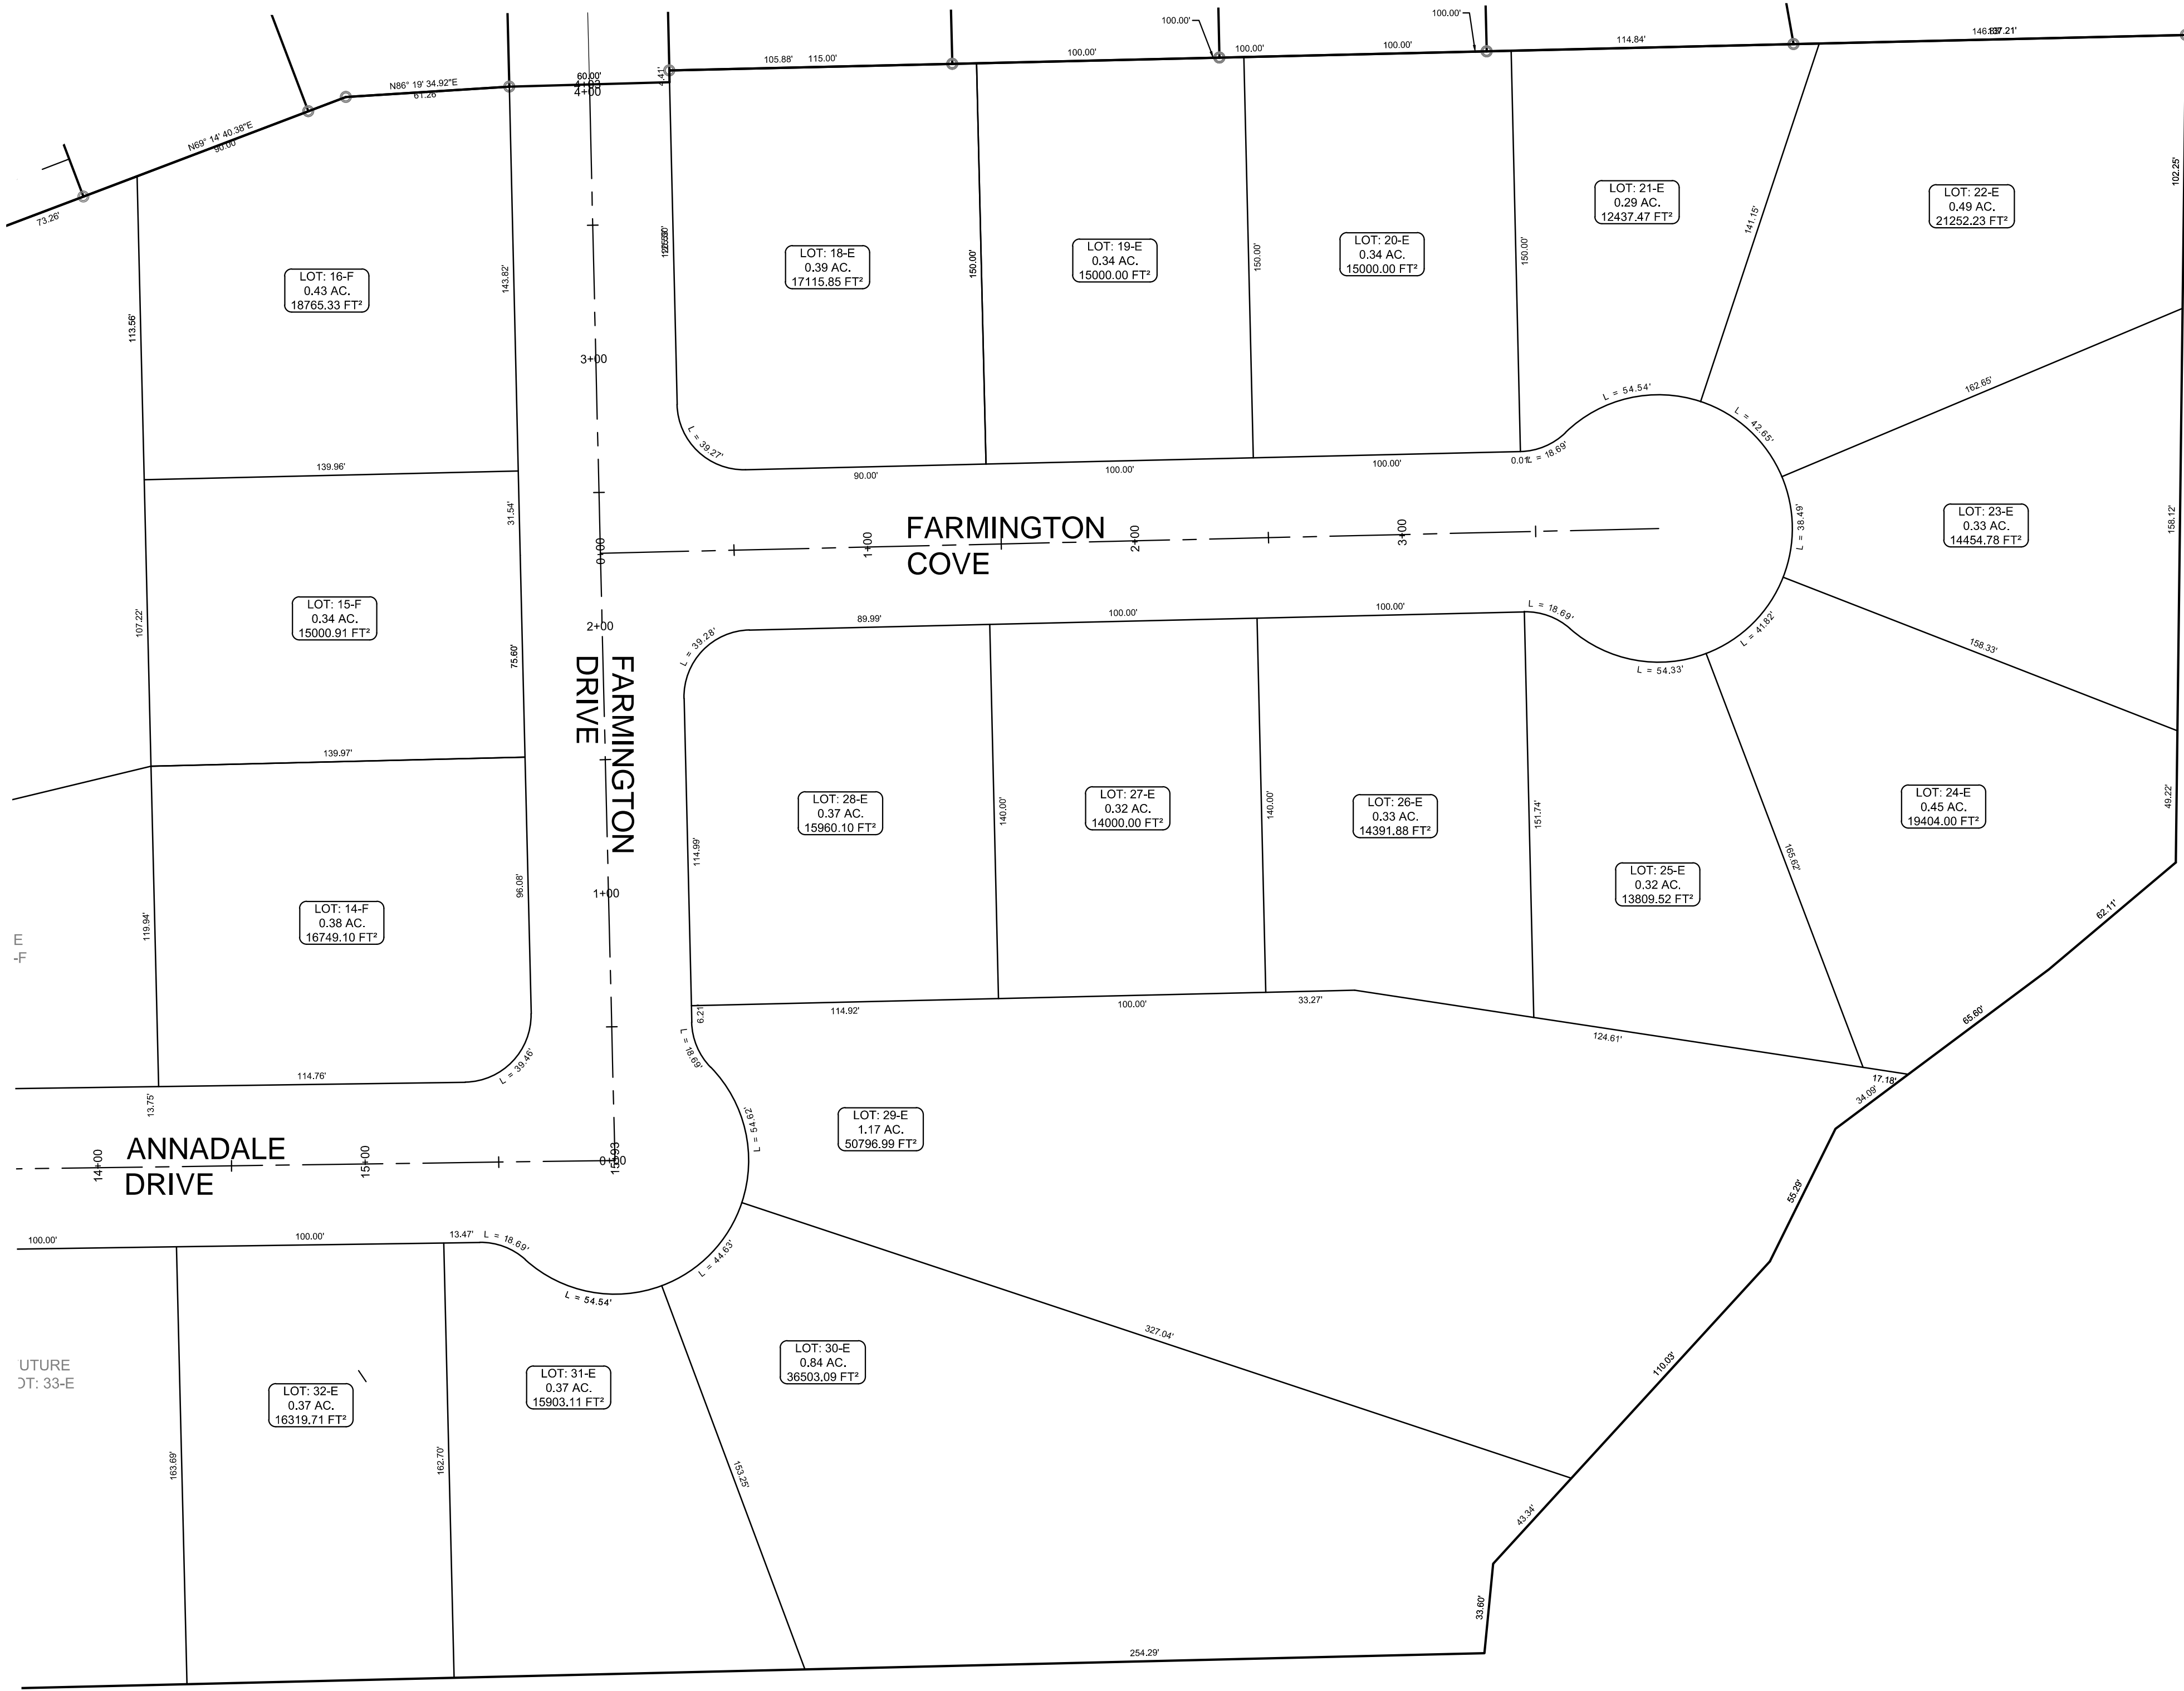 100.00'
100.00'
105.88'
115.00'
100.00'
100.00'
100.00'
114.84'
137.21'
N86° 19' 34.92"E
61.26
60.00'
4+00
4.41'
N69° 14' 40.38"E
90.00
73.26'
102.25'
LOT: 21-E
0.29 AC.
12437.47 FT²
LOT: 22-E
0.49 AC.
21252.23 FT²
141.15'
LOT: 18-E
0.39 AC.
17115.85 FT²
LOT: 19-E
0.34 AC.
15000.00 FT²
LOT: 20-E
0.34 AC.
15000.00 FT²
150.00'
150.00'
150.00'
LOT: 16-F
0.43 AC.
18765.33 FT²
143.82'
113.56'
3+00
L = 39.27'
L = 54.54'
L = 42.65'
162.65'
139.96'
90.00'
100.00'
100.00'
0.01'
L = 18.69'
31.54'
0+00
1+00
FARMINGTON
COVE
2+00
3+00
L = 38.49'
LOT: 23-E
0.33 AC.
14454.78 FT²
158.12'
LOT: 15-F
0.34 AC.
15000.91 FT²
107.22'
75.60'
2+00
L = 39.28'
89.99'
100.00'
100.00'
L = 18.69'
L = 54.33'
L = 41.82'
158.33'
139.97'
FARMINGTON
DRIVE
LOT: 28-E
0.37 AC.
15960.10 FT²
LOT: 27-E
0.32 AC.
14000.00 FT²
LOT: 26-E
0.33 AC.
14391.88 FT²
LOT: 24-E
0.45 AC.
19404.00 FT²
49.22'
114.99'
140.00'
140.00'
151.74'
165.62'
LOT: 25-E
0.32 AC.
13809.52 FT²
1+00
LOT: 14-F
0.38 AC.
16749.10 FT²
119.94'
96.08'
E
-F
62.11'
65.60'
114.92'
100.00'
33.27'
124.61'
17.18'
34.09'
6.21'
L = 18.69'
114.76'
L = 39.46'
13.75'
L = 54.62'
LOT: 29-E
1.17 AC.
50796.99 FT²
ANNADALE
DRIVE
14+00
15+00
0+00
55.29'
100.00'
100.00'
13.47'
L = 18.69'
L = 54.54'
L = 44.63'
327.04'
110.03'
UTURE
OT: 33-E
LOT: 32-E
0.37 AC.
16319.71 FT²
LOT: 31-E
0.37 AC.
15903.11 FT²
LOT: 30-E
0.84 AC.
36503.09 FT²
163.69'
162.70'
153.25'
43.34'
33.60'
254.29'